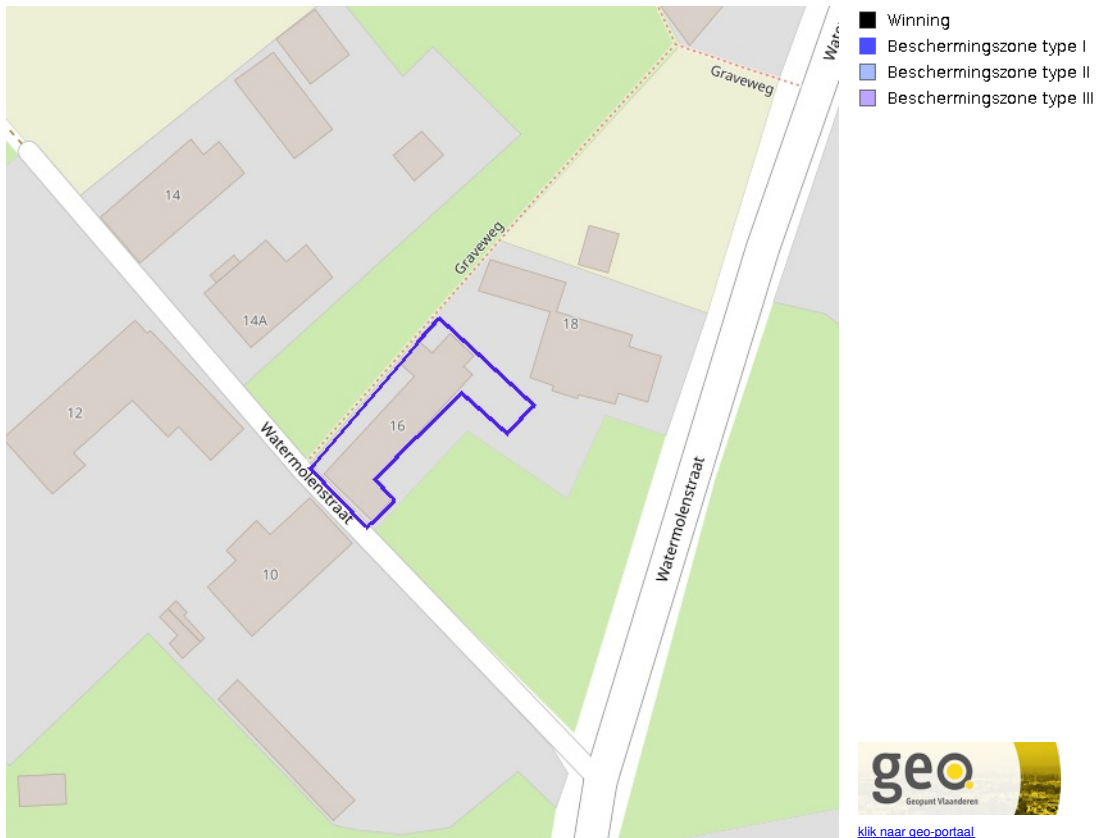 Winning
Beschermingszone type I
Beschermingszone type II
Beschermingszone type III
Graveweg
14
Graveweg
14A
18
12
16
Watermolenstraat
Watermolenstraat
10
geo
Geopunt Vlaanderen
klik naar geo-portaal